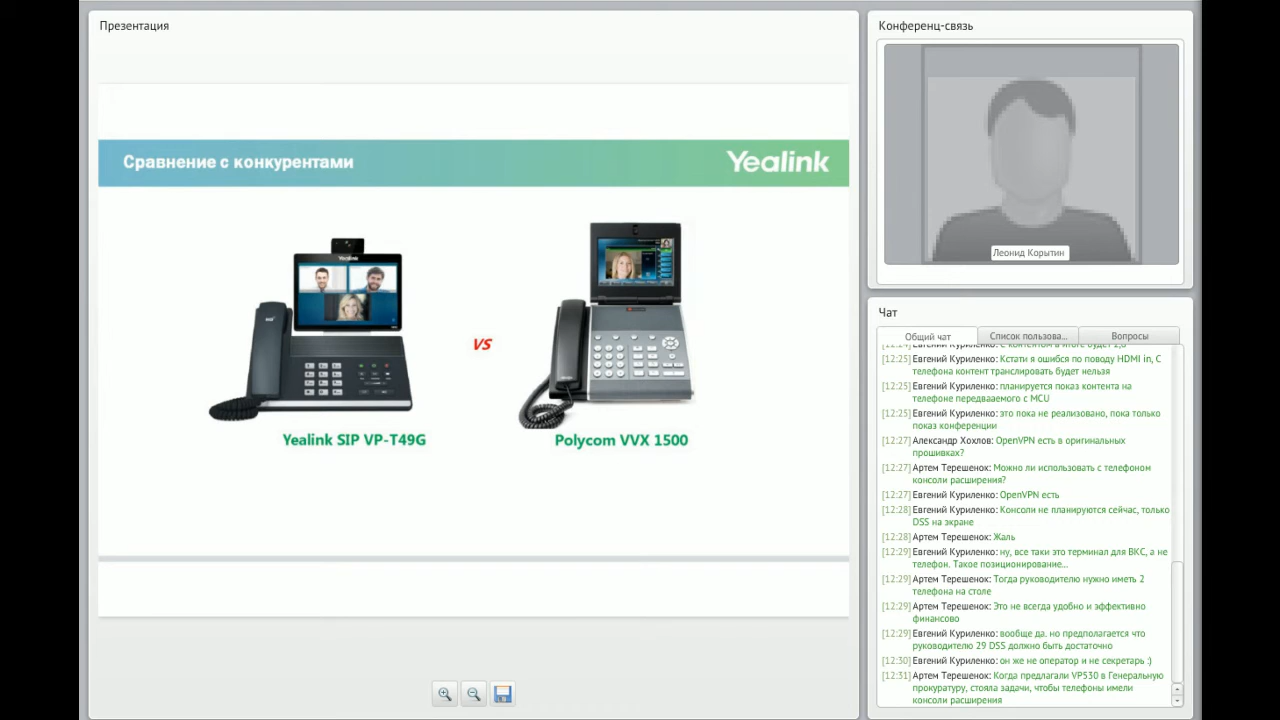 Презентация
Сравнение с конкурентами
Yealink
Yealink
VS
Yealink SIP VP-T49G
Polycom VVX 1500
Конференц-связь
Леонид Корытин
Чат
Общий чат
Список пользова...
Вопросы
[12:25] Евгений Куриленко: Кстати я ошибся по поводу HDMI in, С
телефона контент транслировать будет нельзя
[12:25] Евгений Куриленко: планируется показ контента на
телефоне передвааемого с MCU
[12:25] Евгений Куриленко: это пока не реализовано, пока только
показ конференции
[12:27] Александр Хохлов: OpenVPN есть в оригинальных
прошивках?
[12:27] Артем Терешенок: Можно ли использовать с телефоном
консоли расширения?
[12:27] Евгений Куриленко: OpenVPN есть
[12:28] Евгений Куриленко: Консоли не планируются сейчас, только
DSS на экране
[12:28] Артем Терешенок: Жаль
[12:29] Евгений Куриленко: ну, все таки это терминал для ВКС, а не
телефон. Такое позиционирование...
[12:29] Артем Терешенок: Тогда руководителю нужно иметь 2
телефона на столе
[12:29] Артем Терешенок: Это не всегда удобно и эффективно
финансово
[12:29] Евгений Куриленко: вообще да. но предполагается что
руководителю 29 DSS должно быть достаточно
[12:30] Евгений Куриленко: он же не оператор и не секретарь :)
[12:31] Артем Терешенок: Когда предлагали VP530 в Генеральную
прокуратуру, стояла задачи, чтобы телефоны имели
консоли расширения